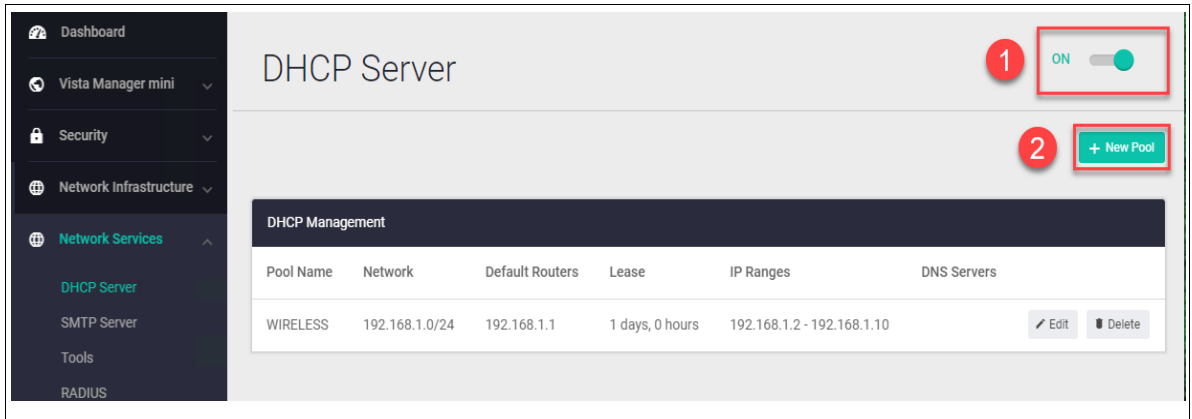 Dashboard
Vista Manager mini
Security
Network Infrastructure
Network Services
DHCP Server
SMTP Server
Tools
RADIUS
DHCP Server
1
ON
2
+ New Pool
DHCP Management
Pool Name Network Default Routers Lease IP Ranges DNS Servers
WIRELESS 192.168.1.0/24 192.168.1.1 1 days, 0 hours 192.168.1.2 - 192.168.1.10 Edit Delete